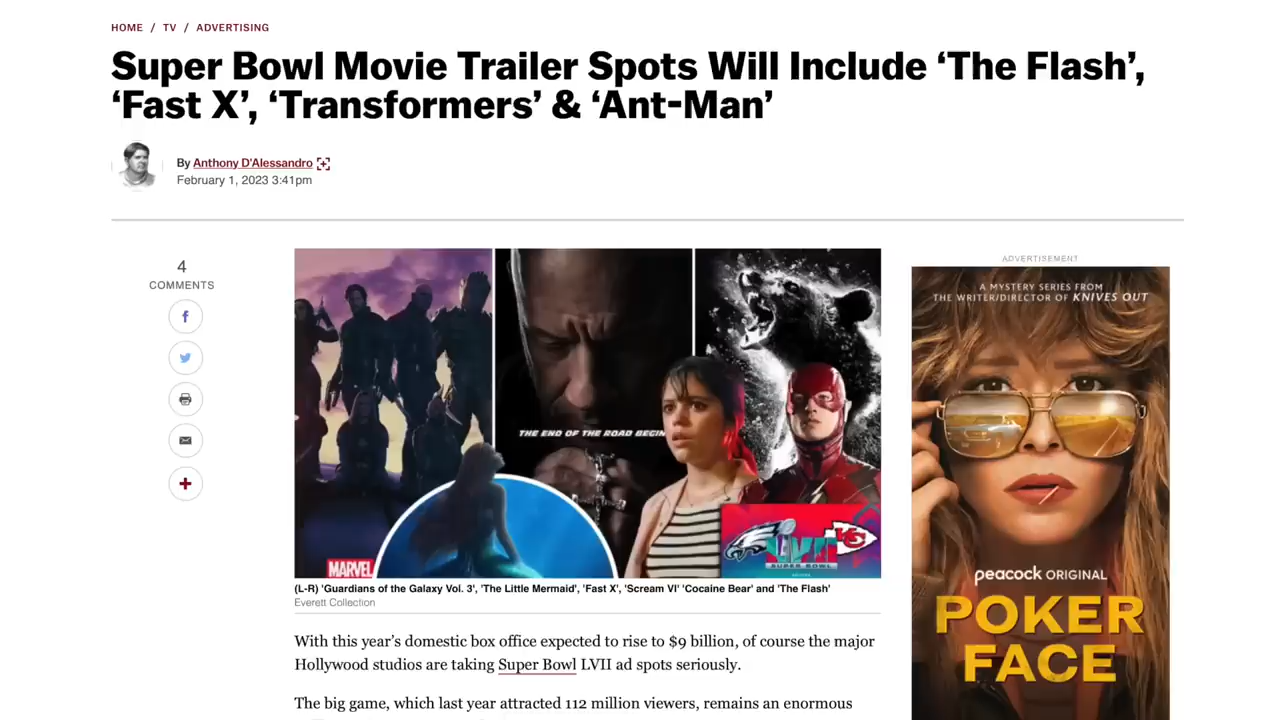 HOME / TV / ADVERTISING
Super Bowl Movie Trailer Spots Will Include ‘The Flash’,
‘Fast X’, ‘Transformers’ & ‘Ant-Man’
By Anthony D'Alessandro
February 1, 2023 3:41pm
4
COMMENTS
THE END OF THE ROAD BEGIN
MARVEL
LVII
SUPER BOWL
(L-R) 'Guardians of the Galaxy Vol. 3', 'The Little Mermaid', 'Fast X', 'Scream VI' 'Cocaine Bear' and 'The Flash'
Everett Collection
With this year’s domestic box office expected to rise to $9 billion, of course the major
Hollywood studios are taking Super Bowl LVII ad spots seriously.
The big game, which last year attracted 112 million viewers, remains an enormous
ADVERTISEMENT
A MYSTERY SERIES FROM
THE WRITER/DIRECTOR OF KNIVES OUT
peacock ORIGINAL
POKER
FACE